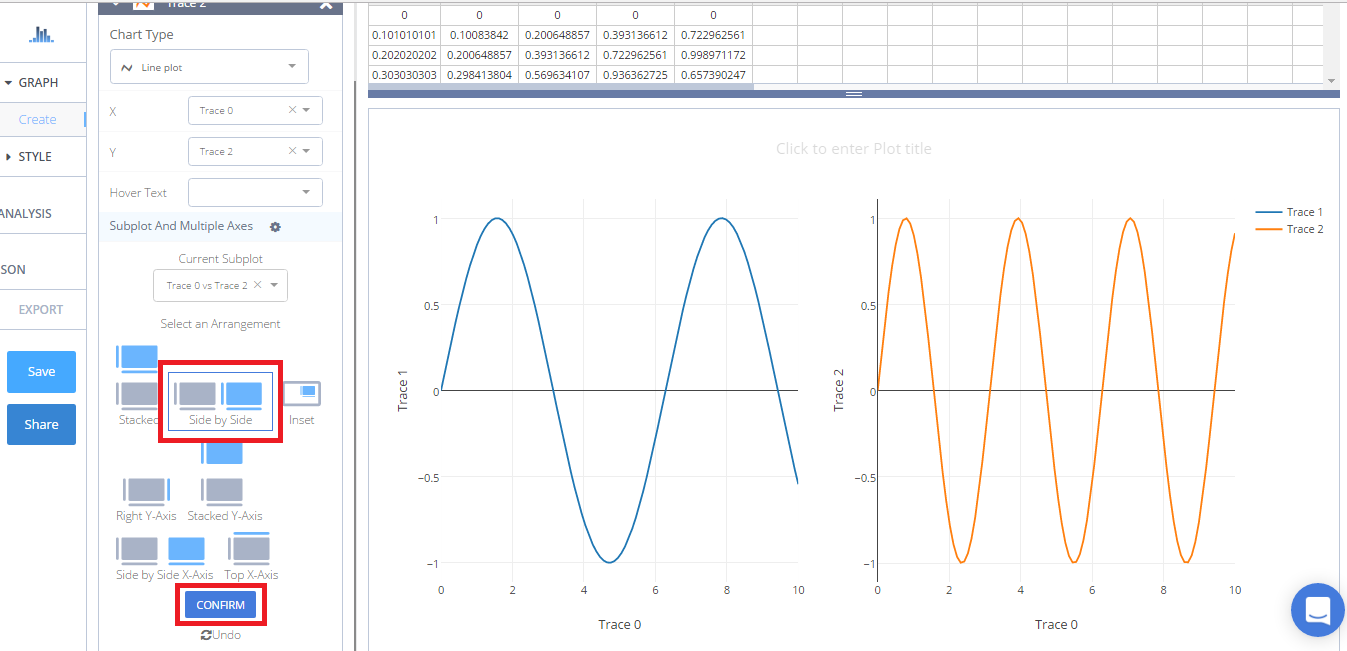 Trace 2
Chart Type
Line plot
GRAPH
Create
X
Trace 0
STYLE
Y
Trace 2
Hover Text
ANALYSIS
Subplot And Multiple Axes
Current Subplot
SON
Trace 0 vs Trace 2
EXPORT
Select an Arrangement
Save
Share
Stacked
Side by Side
Inset
Right Y-Axis
Stacked Y-Axis
Side by Side X-Axis
Top X-Axis
CONFIRM
Undo
0 0 0 0 0
0.101010101 0.10083842 0.200648857 0.393136612 0.722962561
0.202020202 0.200648857 0.393136612 0.722962561 0.998971172
0.303030303 0.298413804 0.569634107 0.936362725 0.657390247
Click to enter Plot title
1
0.5
0
−0.5
−1
0 2 4 6 8 10
Trace 1
Trace 0
1
0.5
0
−0.5
−1
0 2 4 6 8 10
Trace 2
Trace 0
Trace 1
Trace 2